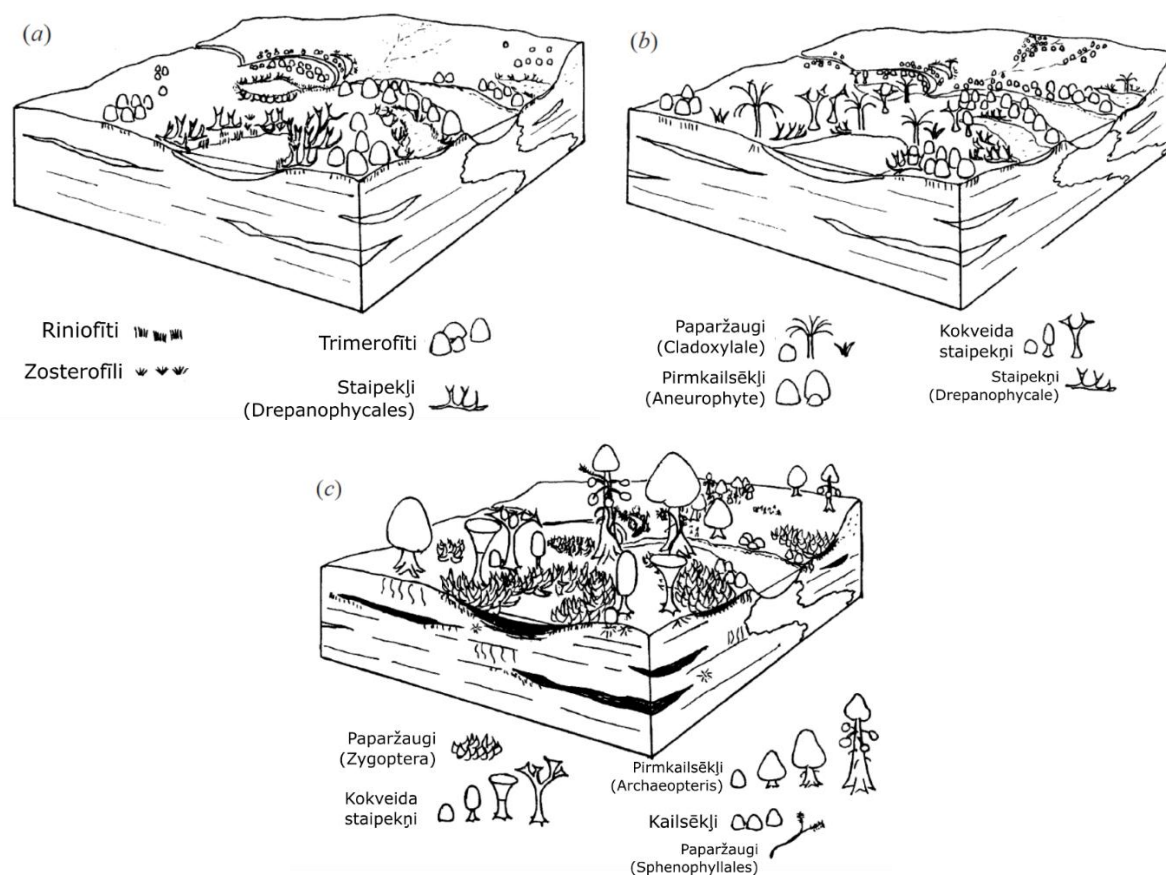 (a)
Riniofīti
Zosterofīli
Trimerofīti
Staipekļi
(Drepanophycales)
(b)
Paparžaugi
(Cladoxylale)
Pirmkailsēkļi
(Aneurophyte)
Kokveida
staipekņi
Staipekņi
(Drepanophycale)
(c)
Paparžaugi
(Zygoptera)
Kokveida
staipekņi
Pirmkailsēkļi
(Archaeopteris)
Kailsēkļi
Paparžaugi
(Sphenophyllales)